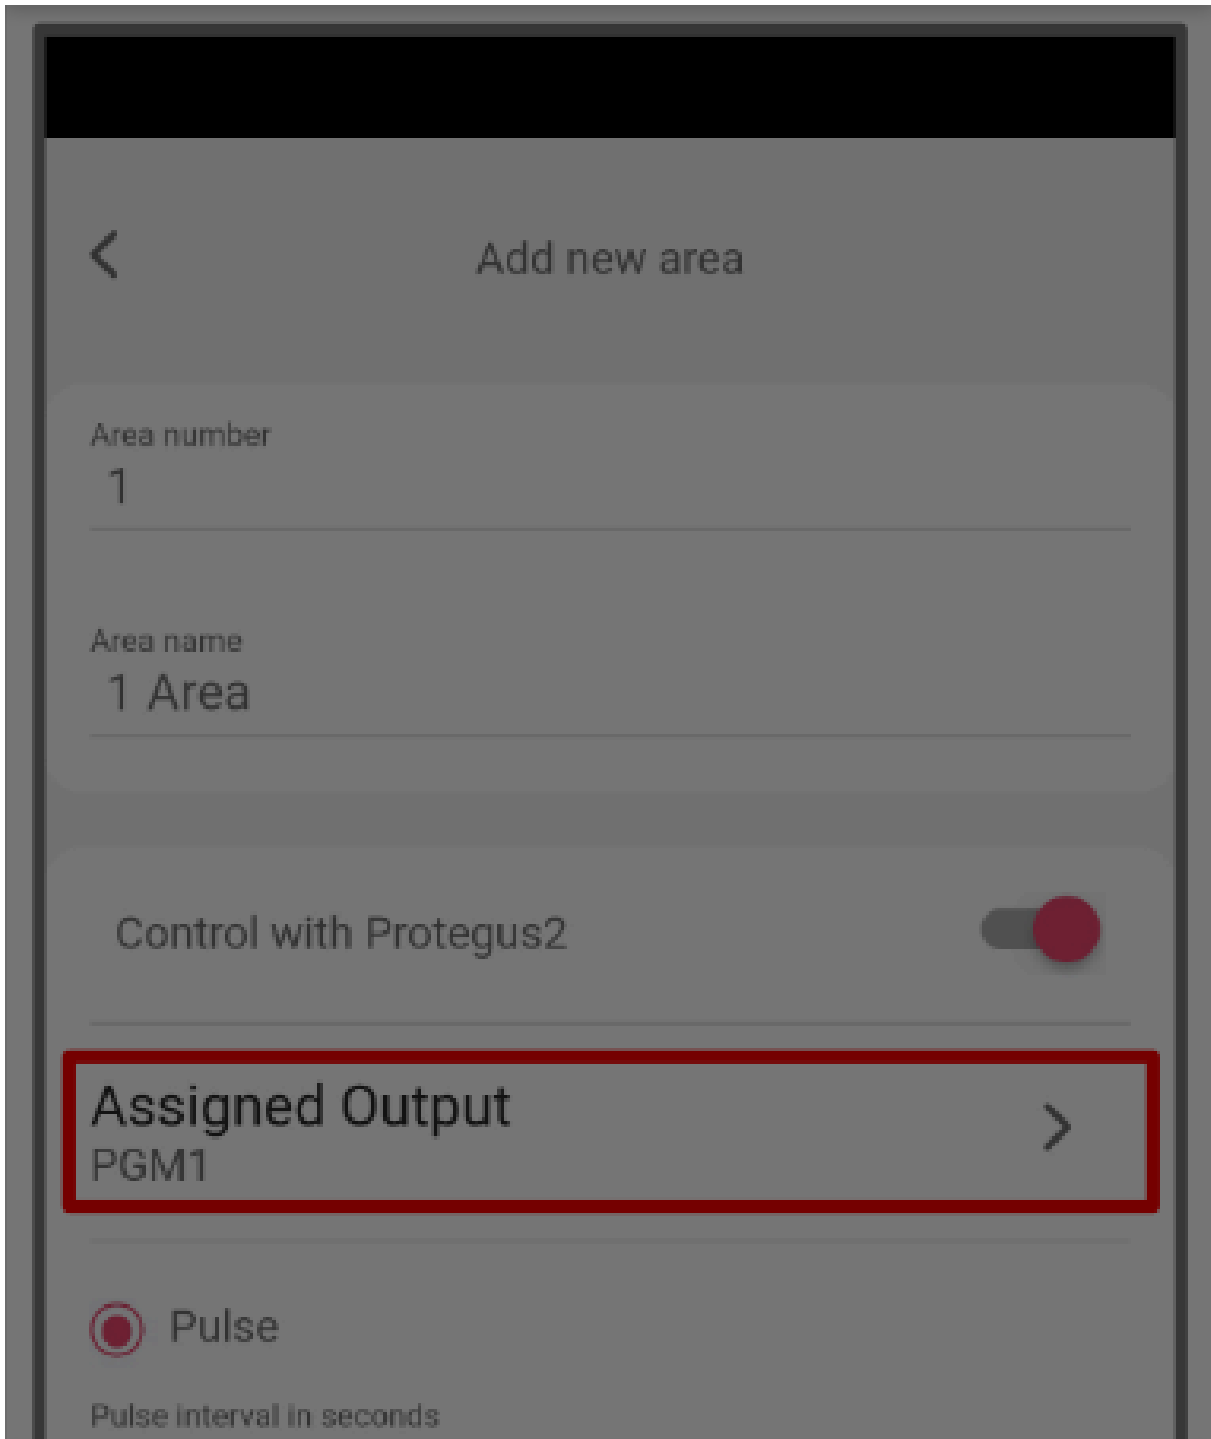 Add new area
Area number
1
Area name
1 Area
Control with Protegus2
Assigned Output
PGM1
Pulse
Pulse interval in seconds